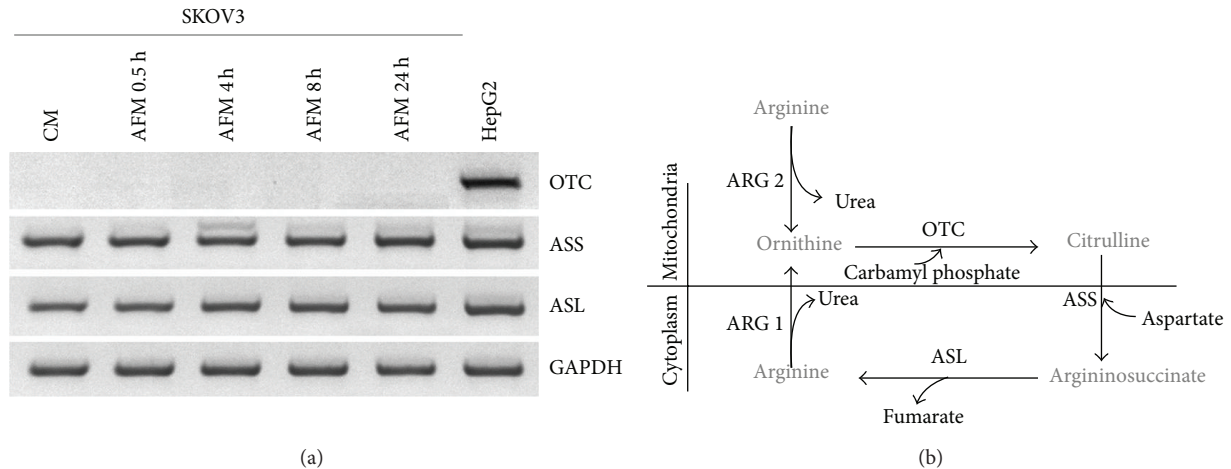 SKOV3
CM
AFM 0.5 h
AFM 4 h
AFM 8 h
AFM 24 h
HepG2
OTC
ASS
ASL
GAPDH
(a)
Mitochondria
Cytoplasm
Arginine
ARG 2
Urea
Ornithine
OTC
Carbamyl phosphate
Citrulline
ARG 1
Urea
Arginine
ASS
Aspartate
ASL
Fumarate
Argininosuccinate
(b)